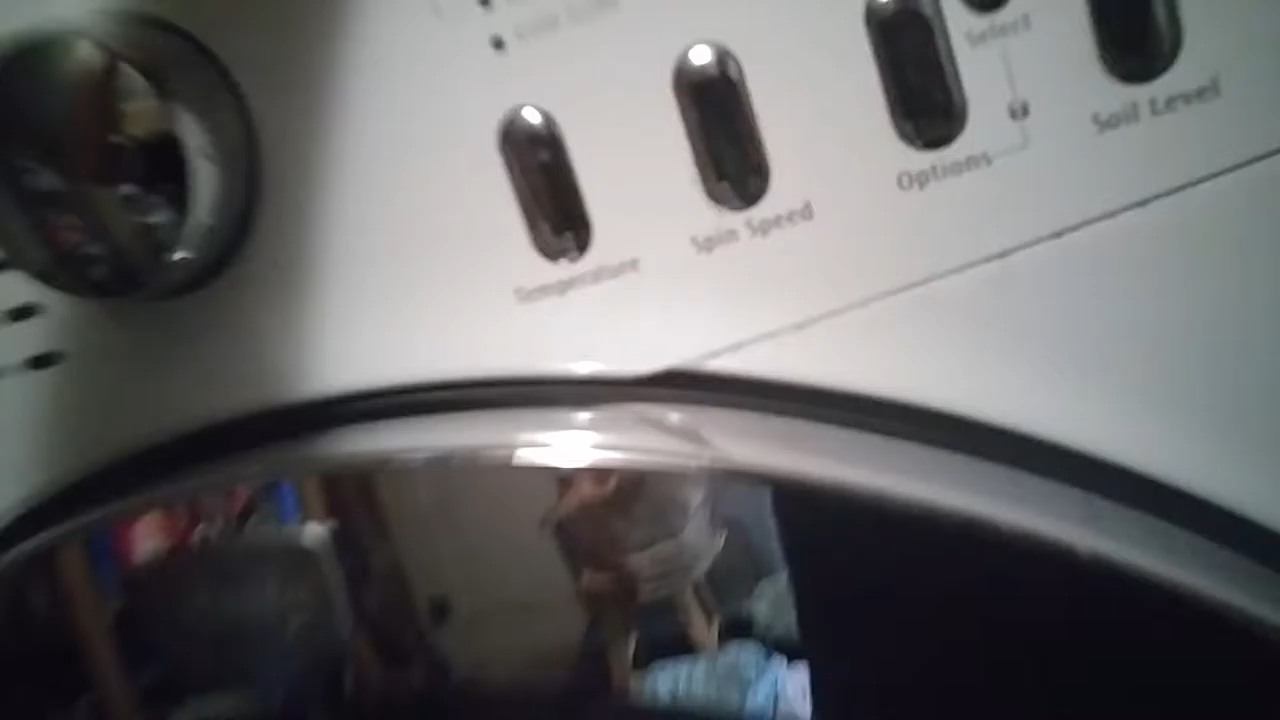 Select
Soil Level
Options
Spin Speed
Temperature